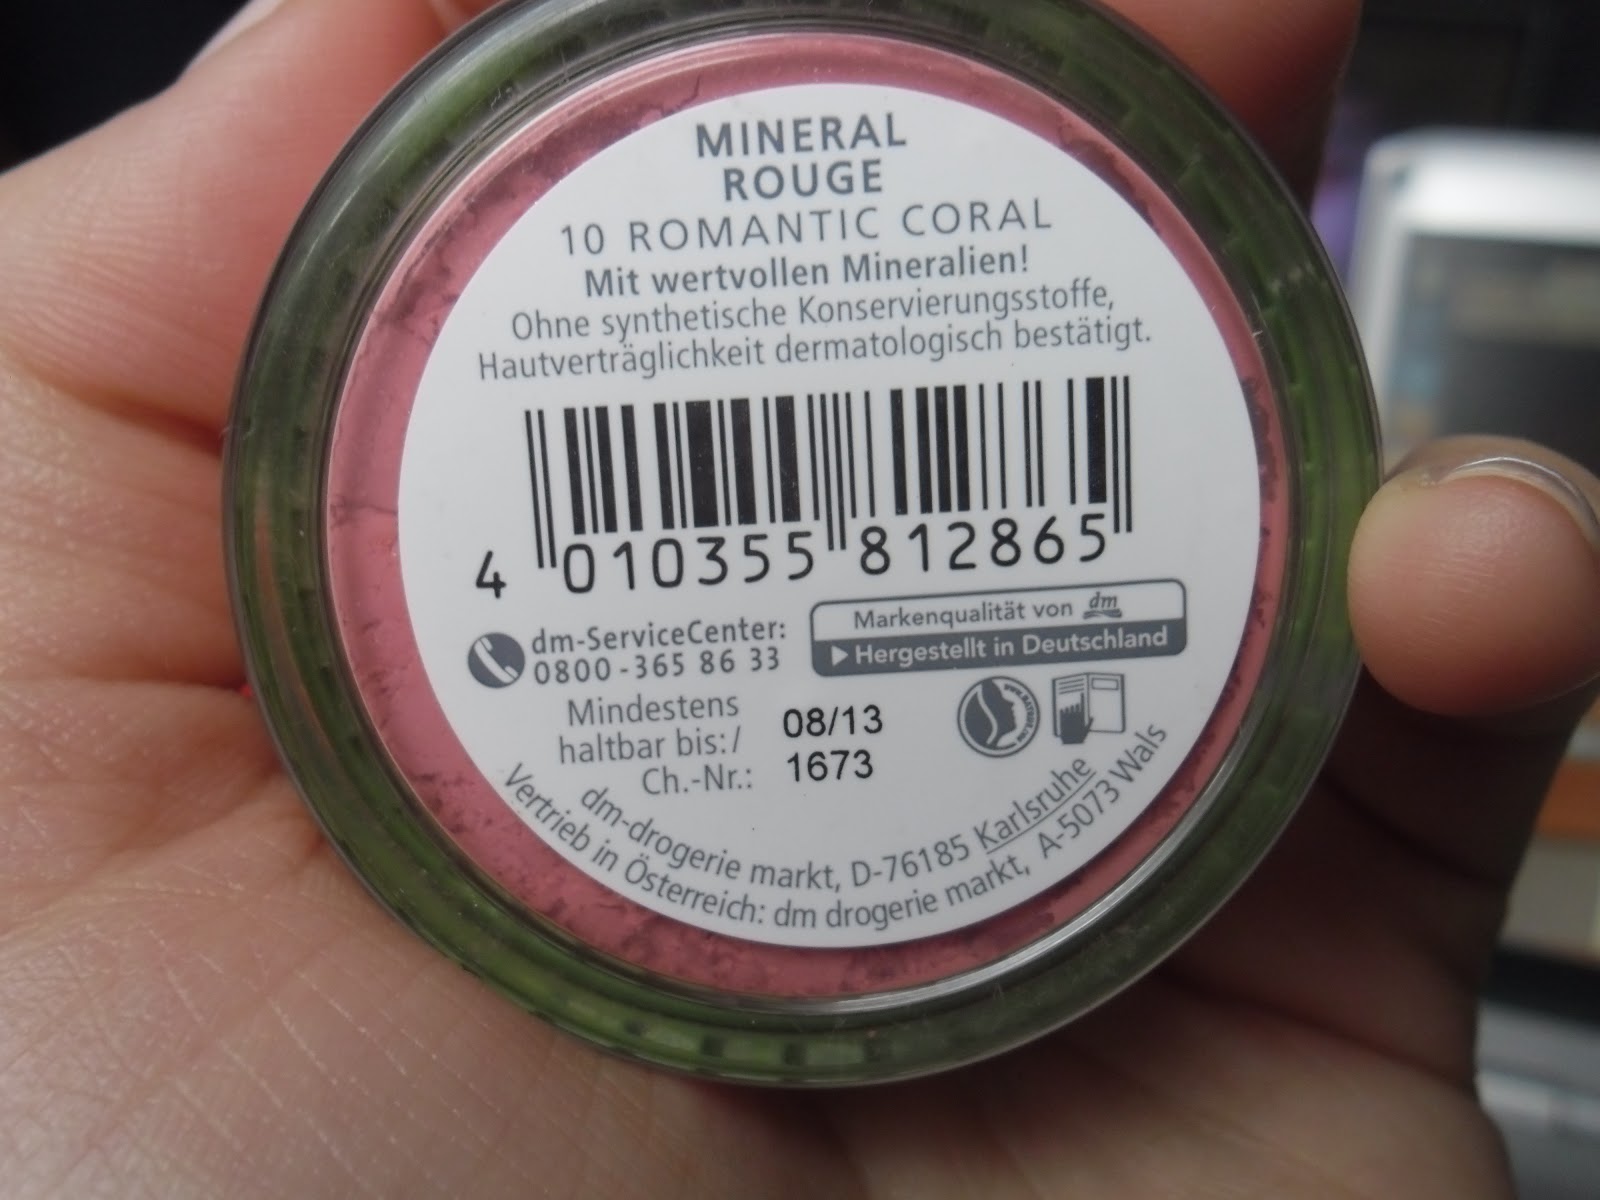 MINERAL
ROUGE
10 ROMANTIC CORAL
Mit wertvollen Mineralien!
Ohne synthetische Konservierungsstoffe,
Hautverträglichkeit dermatologisch bestätigt.
4 010355 812865
dm-ServiceCenter:
0800-365 86 33
Markenqualität von dm
Hergestellt in Deutschland
Mindestens
haltbar bis:/ 08/13
Ch.-Nr.: 1673
dm-drogerie markt, D-76185 Karlsruhe
Vertrieb in Österreich: dm drogerie markt, A-5073 Wals